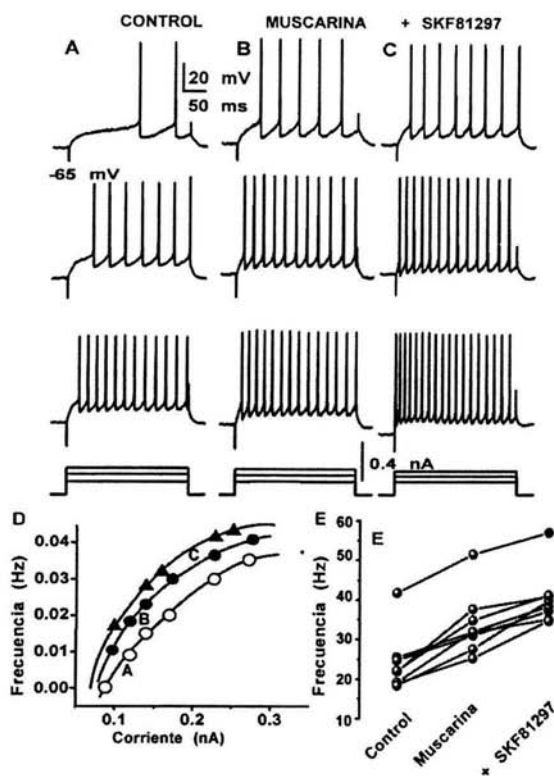 CONTROL MUSCARINA + SKF81297
A B C
20 mV
50 ms
-65 mV
0.4 nA
D
Frecuencia (Hz)
0.04
0.03
0.02
0.01
0.00
A
B
C
0.1 0.2 0.3
Corriente (nA)
E
E
Frecuencia (Hz)
60
50
40
30
20
10
Control
Muscarina
+ SKF81297